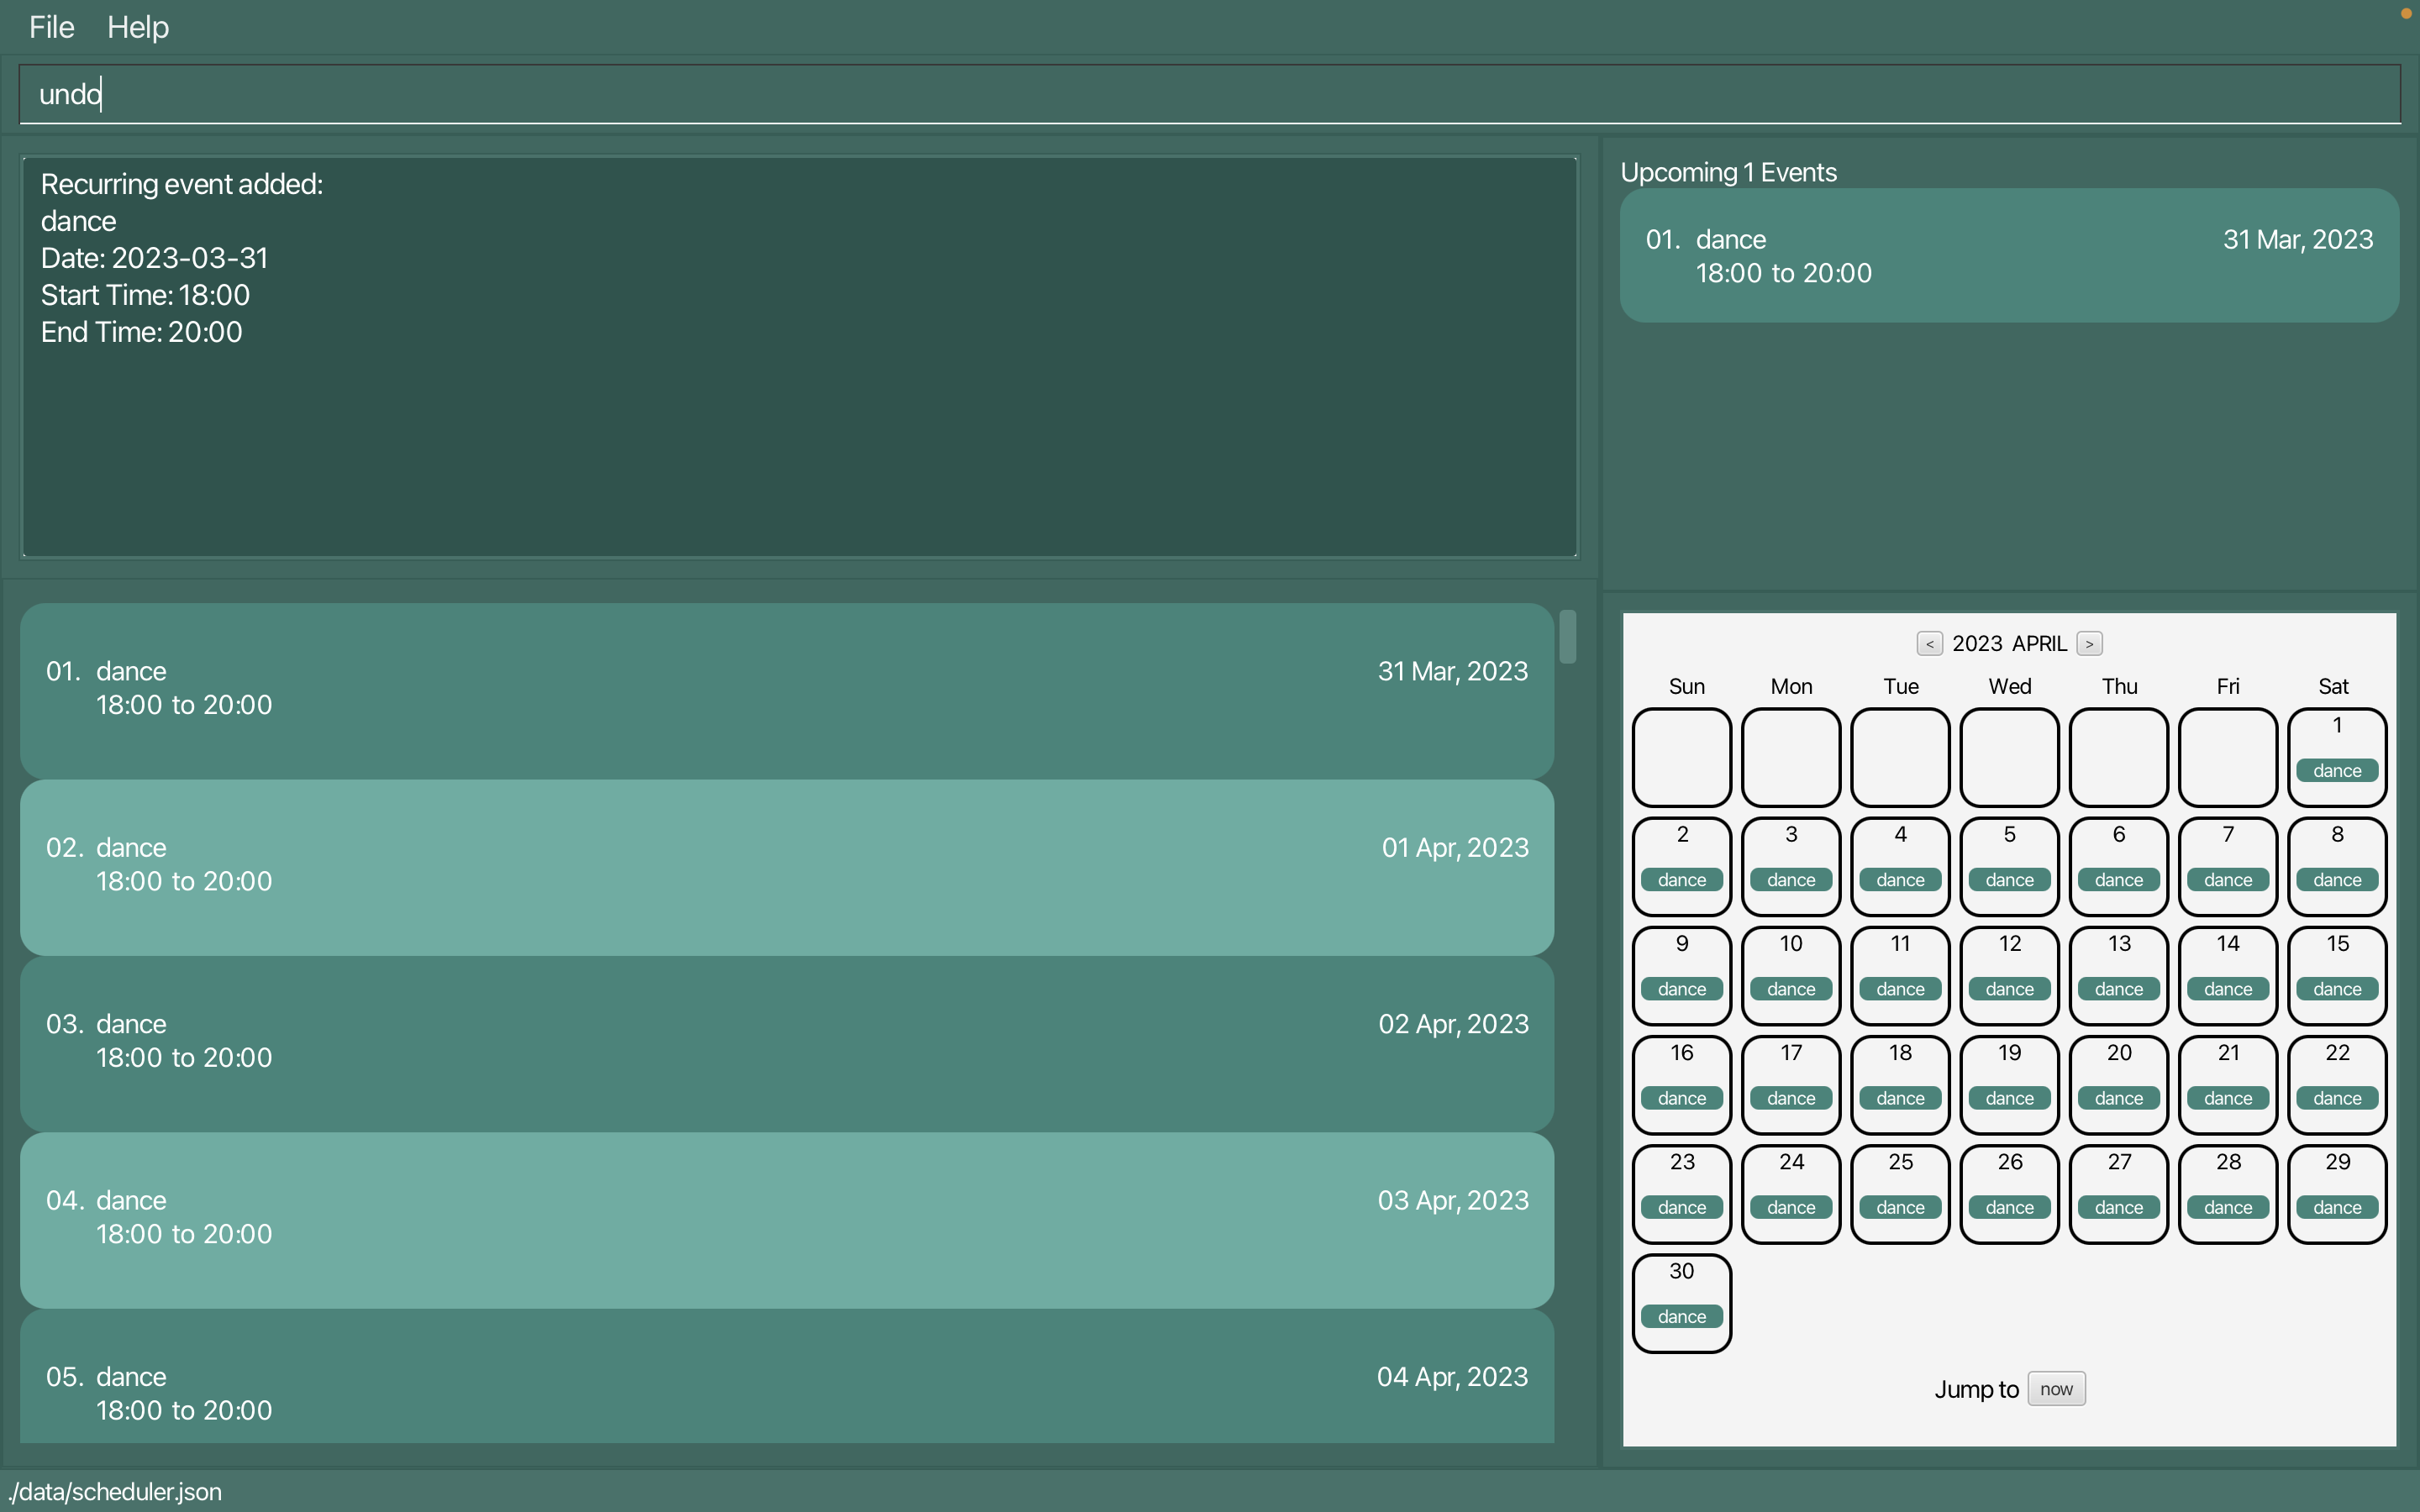 File Help
undo
Recurring event added:
dance
Date: 2023-03-31
Start Time: 18:00
End Time: 20:00
Upcoming 1 Events
01. dance 31 Mar, 2023
18:00 to 20:00
01. dance 31 Mar, 2023
18:00 to 20:00
02. dance 01 Apr, 2023
18:00 to 20:00
03. dance 02 Apr, 2023
18:00 to 20:00
04. dance 03 Apr, 2023
18:00 to 20:00
05. dance 04 Apr, 2023
18:00 to 20:00
< 2023 APRIL >
Sun Mon Tue Wed Thu Fri Sat
1
dance
2 3 4 5 6 7 8
dance dance dance dance dance dance dance
9 10 11 12 13 14 15
dance dance dance dance dance dance dance
16 17 18 19 20 21 22
dance dance dance dance dance dance dance
23 24 25 26 27 28 29
dance dance dance dance dance dance dance
30
dance
Jump to now
./data/scheduler.json